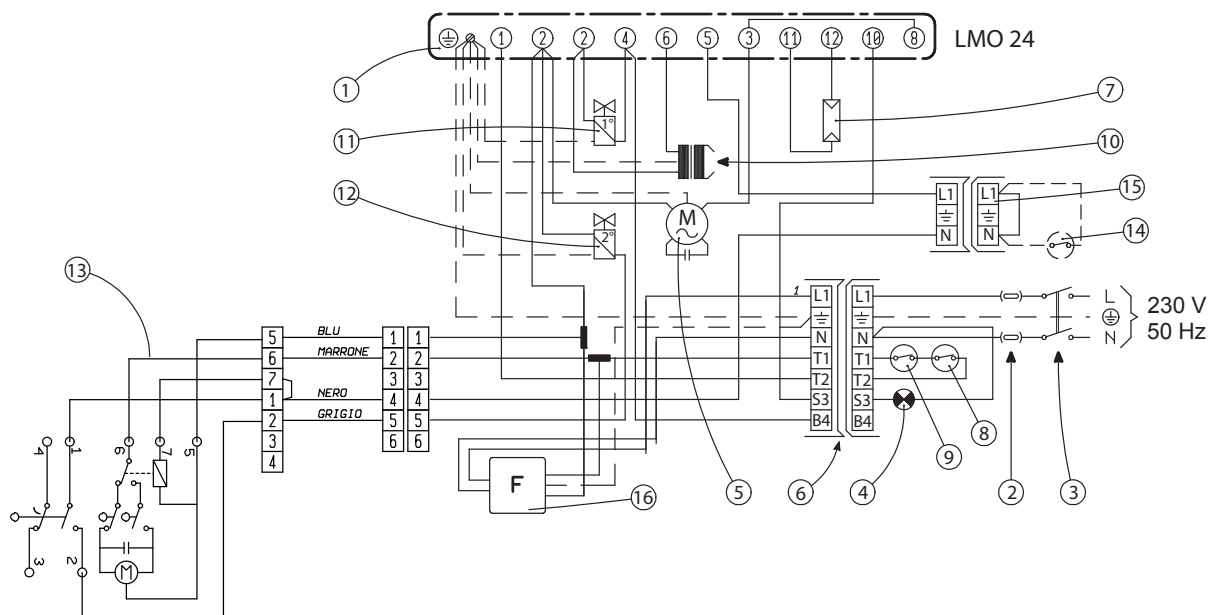 1 2 2 4 6 5 3 11 12 10 8 LMO 24
1
7
11
1°
10
12
2°
M
L1 L1 15
N N 14
13
1 L1 L1 L
230 V
N N N
50 Hz
T1 T1
T2 T2
S3 S3
B4 B4
5 BLU 1 1
6 MARRONE 2 2
7 3 3
1 NERO 4 4
2 GRIGIO 5 5
3 6 6
4
4 1 6 7 5
3 2
M
F
16 5 6 4 9 8 2 3